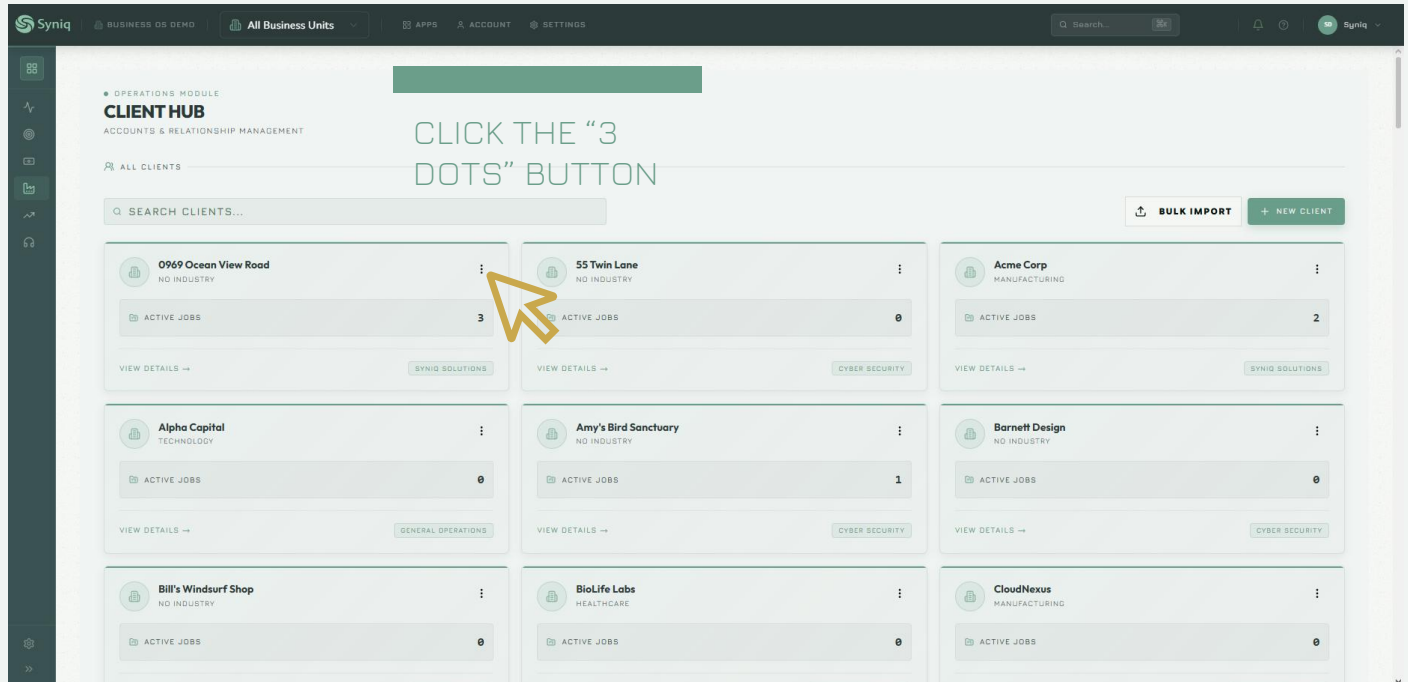 Syniq
BUSINESS OS DEMO
All Business Units
APPS
ACCOUNT
SETTINGS
Search...
⌘K
SD
Syniq
OPERATIONS MODULE
CLIENT HUB
ACCOUNTS & RELATIONSHIP MANAGEMENT
CLICK THE “3
DOTS” BUTTON
ALL CLIENTS
SEARCH CLIENTS...
BULK IMPORT
+ NEW CLIENT
0969 Ocean View Road
NO INDUSTRY
ACTIVE JOBS 3
VIEW DETAILS →
SYNIQ SOLUTIONS
55 Twin Lane
NO INDUSTRY
ACTIVE JOBS 0
VIEW DETAILS →
CYBER SECURITY
Acme Corp
MANUFACTURING
ACTIVE JOBS 2
VIEW DETAILS →
SYNIQ SOLUTIONS
Alpha Capital
TECHNOLOGY
ACTIVE JOBS 0
VIEW DETAILS →
GENERAL OPERATIONS
Amy's Bird Sanctuary
NO INDUSTRY
ACTIVE JOBS 1
VIEW DETAILS →
CYBER SECURITY
Barnett Design
NO INDUSTRY
ACTIVE JOBS 0
VIEW DETAILS →
CYBER SECURITY
Bill's Windsurf Shop
NO INDUSTRY
ACTIVE JOBS 0
BioLife Labs
HEALTHCARE
ACTIVE JOBS 0
CloudNexus
MANUFACTURING
ACTIVE JOBS 0